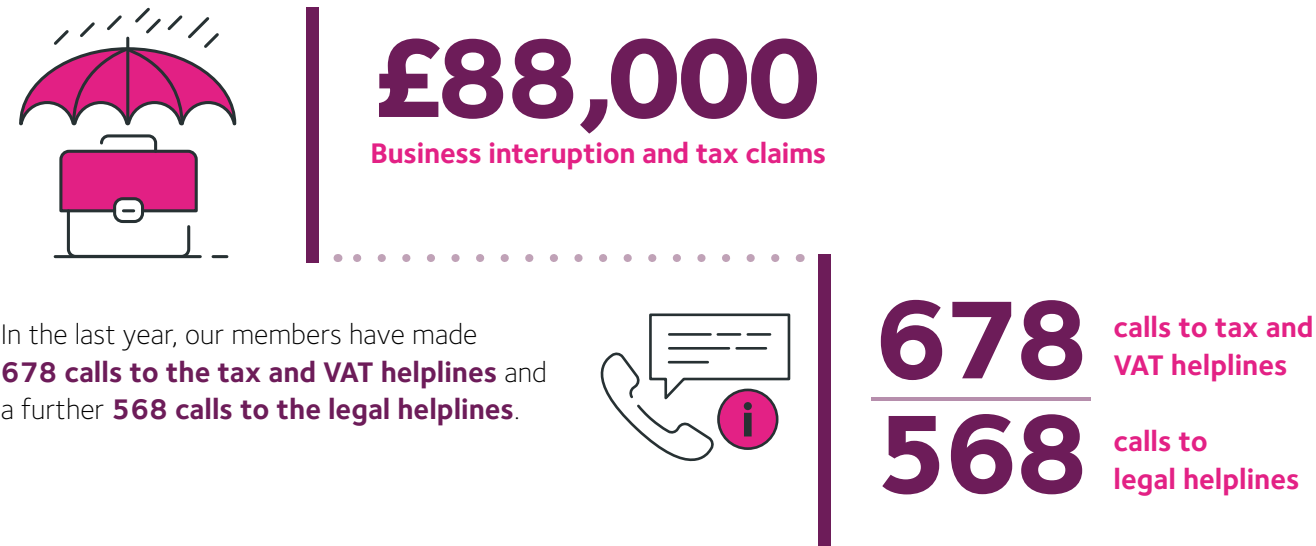 £88,000
Business interuption and tax claims
In the last year, our members have made
678 calls to the tax and VAT helplines and
a further 568 calls to the legal helplines.
i
678
calls to tax and
VAT helplines
568
calls to
legal helplines